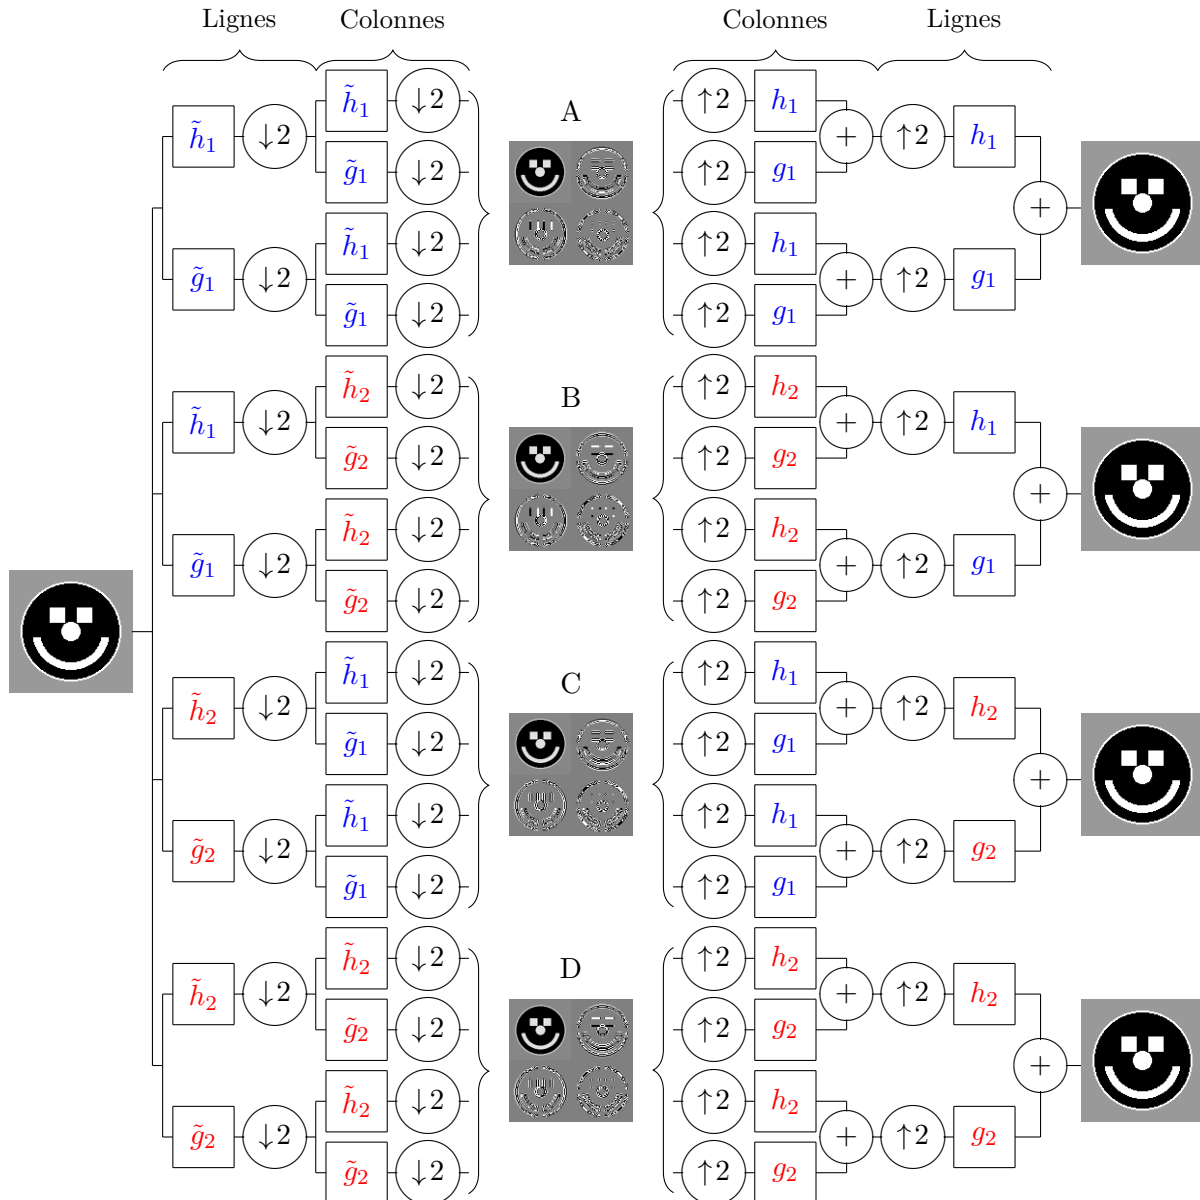 Lignes Colonnes Colonnes Lignes
h̃₁ ↓2 h̃₁ ↓2 A ↑2 h₁ + ↑2 h₁
g̃₁ ↓2 ↑2 g₁ +
g̃₁ ↓2 h̃₁ ↓2 ↑2 h₁ + ↑2 g₁
g̃₁ ↓2 ↑2 g₁
h̃₁ ↓2 h̃₂ ↓2 B ↑2 h₂ + ↑2 h₁
g̃₂ ↓2 ↑2 g₂ +
g̃₁ ↓2 h̃₂ ↓2 ↑2 h₂ + ↑2 g₁
g̃₂ ↓2 ↑2 g₂
h̃₂ ↓2 h̃₁ ↓2 C ↑2 h₁ + ↑2 h₂
g̃₁ ↓2 ↑2 g₁ +
g̃₂ ↓2 h̃₁ ↓2 ↑2 h₁ + ↑2 g₂
g̃₁ ↓2 ↑2 g₁
h̃₂ ↓2 h̃₂ ↓2 D ↑2 h₂ + ↑2 h₂
g̃₂ ↓2 ↑2 g₂ +
g̃₂ ↓2 h̃₂ ↓2 ↑2 h₂ + ↑2 g₂
g̃₂ ↓2 ↑2 g₂